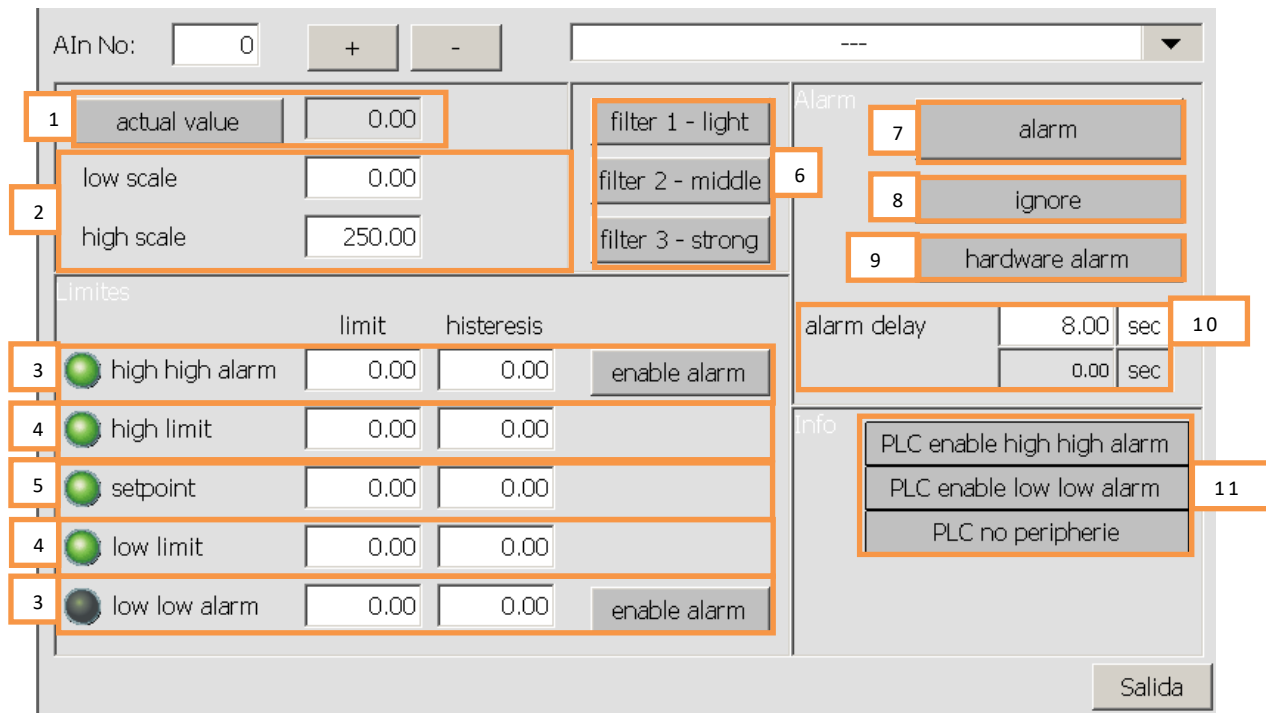 AIn No: 0 + - ---
1 actual value 0.00
2
low scale 0.00
high scale 250.00
filter 1 - light
filter 2 - middle
filter 3 - strong
6
Alarm
7 alarm
8 ignore
9 hardware alarm
alarm delay 8.00 sec
0.00 sec
10
Limites
limit histeresis
3 high high alarm 0.00 0.00 enable alarm
4 high limit 0.00 0.00
5 setpoint 0.00 0.00
4 low limit 0.00 0.00
3 low low alarm 0.00 0.00 enable alarm
Info
PLC enable high high alarm
PLC enable low low alarm
PLC no peripherie
11
Salida